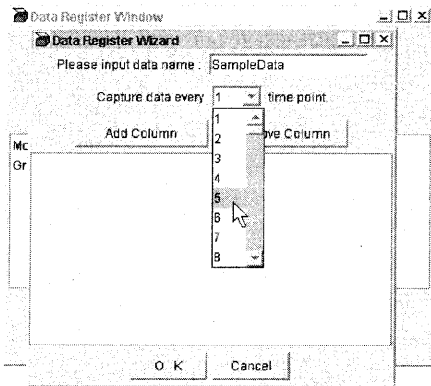 Data Register Window
Data Register Wizard
Please input data name : SampleData
Capture data every 1 time point
Add Column ove Column
Mc
Gr
1
2
3
4
5
6
7
8
O K Cancel